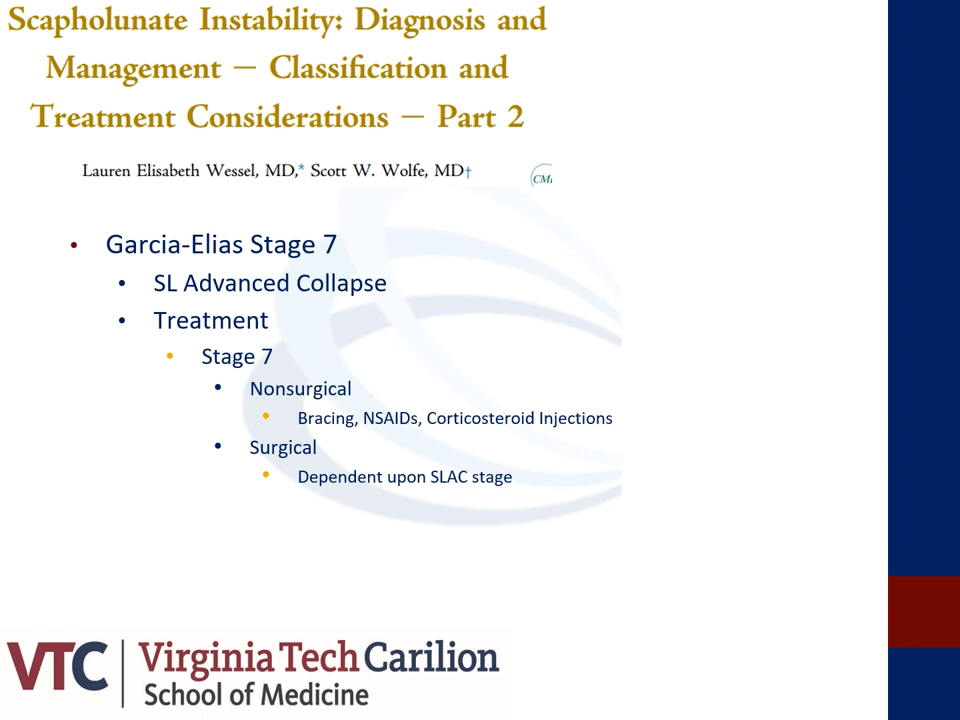 Scapholunate Instability: Diagnosis and
Management — Classification and
Treatment Considerations — Part 2
Lauren Elisabeth Wessel, MD,* Scott W. Wolfe, MD†
• Garcia-Elias Stage 7
• SL Advanced Collapse
• Treatment
• Stage 7
• Nonsurgical
• Bracing, NSAIDs, Corticosteroid Injections
• Surgical
• Dependent upon SLAC stage
VTC Virginia Tech Carilion
School of Medicine